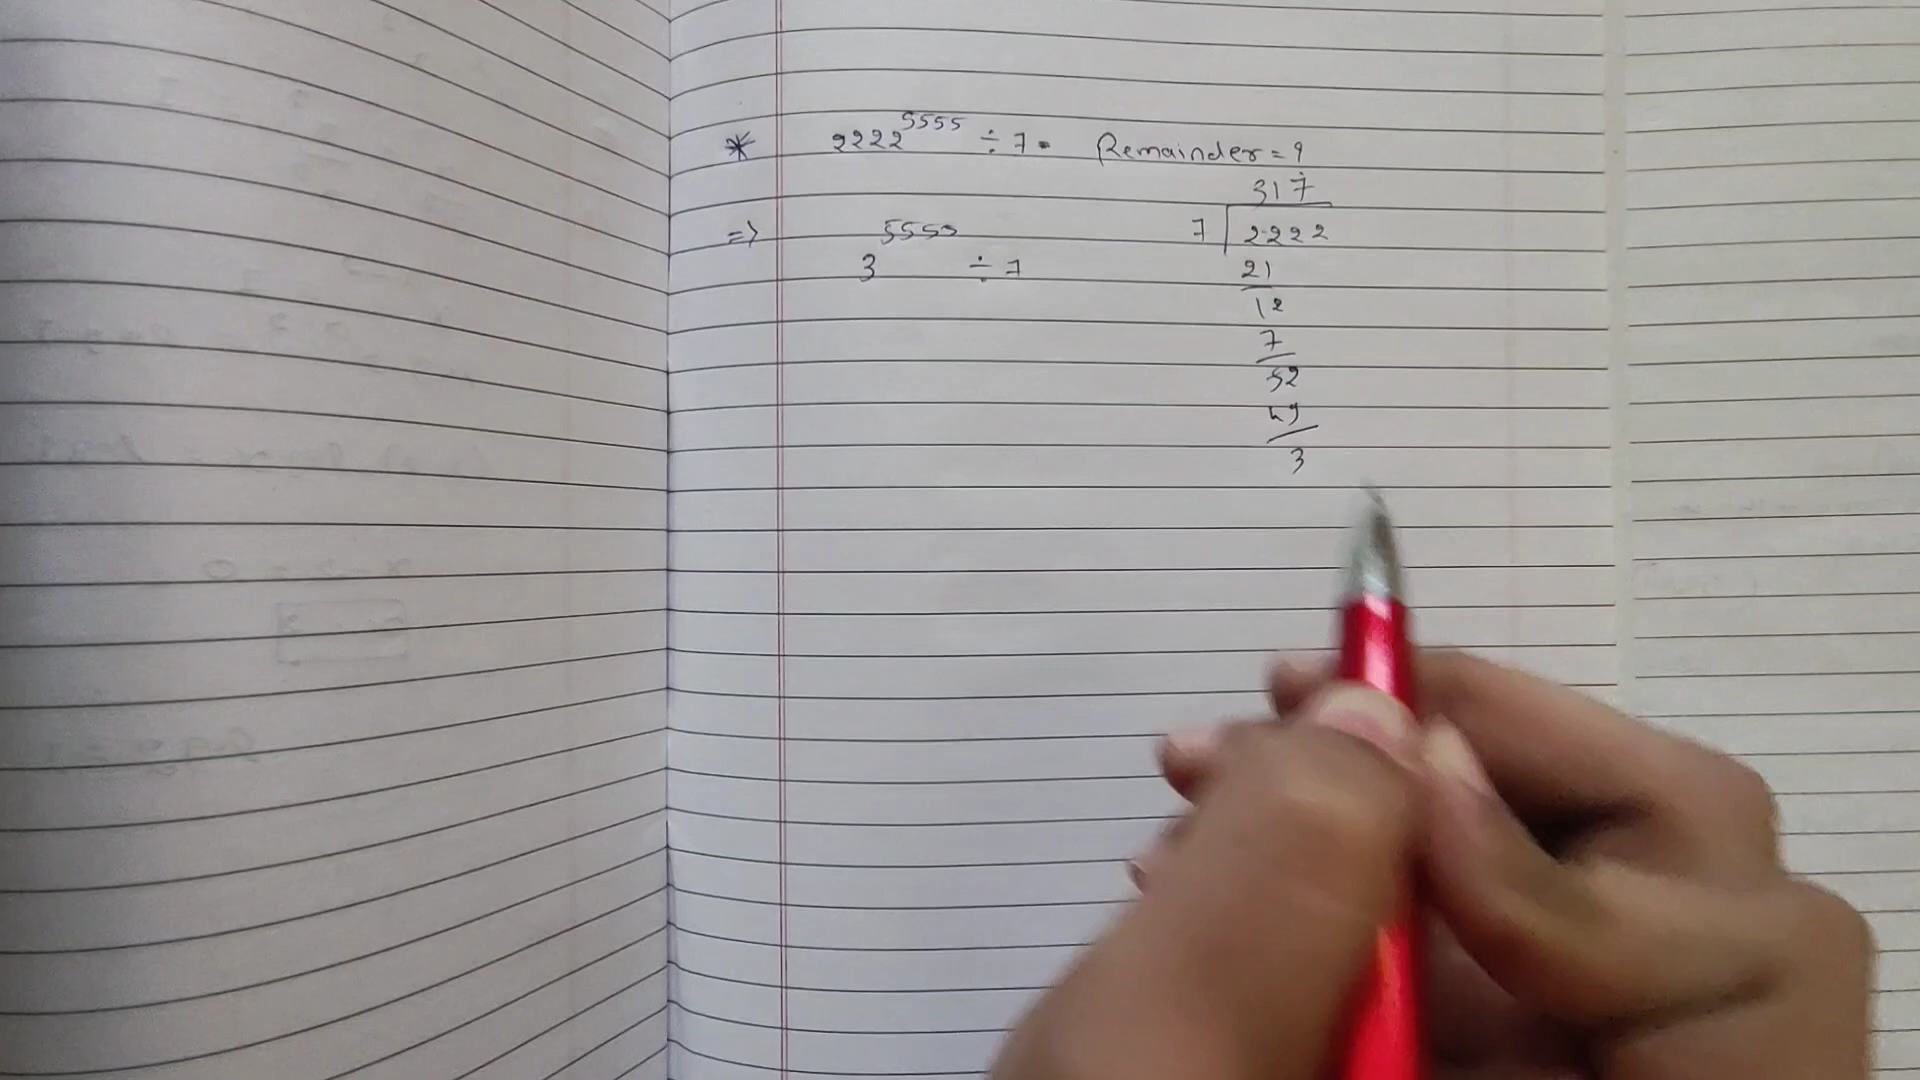 * 2222^5555 ÷ 7. Remainder = ?
317
=> 3^5555 ÷ 7
7 | 2222
21
12
7
52
49
3